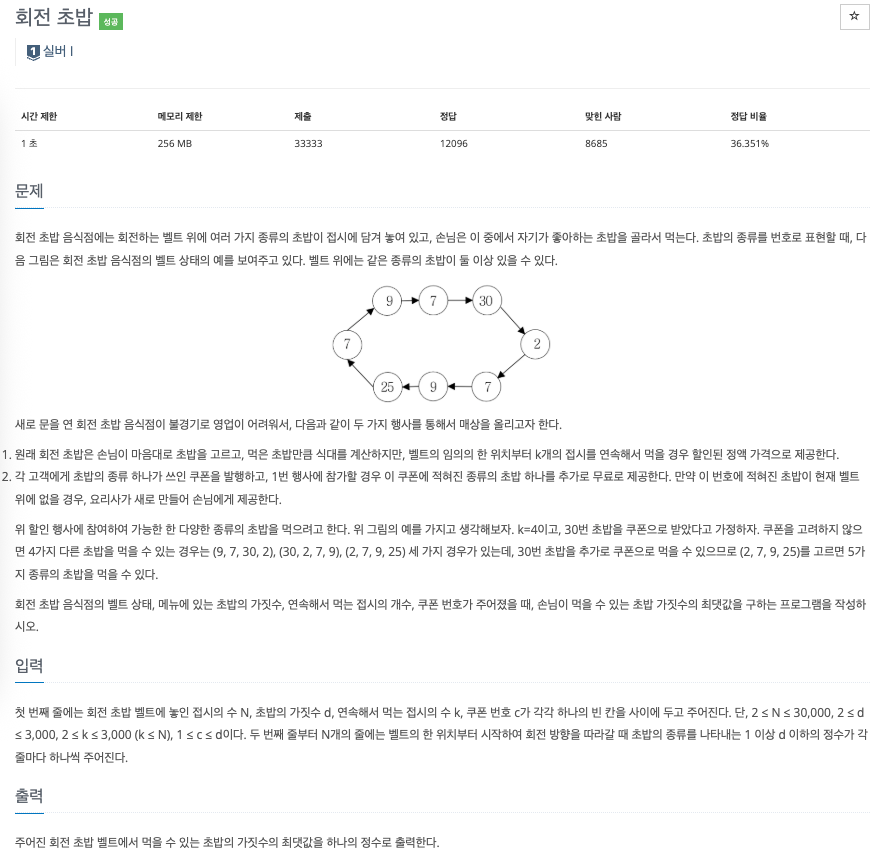 회전 초밥 성공
☆
1 실버 I
시간 제한 메모리 제한 제출 정답 맞힌 사람 정답 비율
1 초 256 MB 33333 12096 8685 36.351%
문제
회전 초밥 음식점에는 회전하는 벨트 위에 여러 가지 종류의 초밥이 접시에 담겨 놓여 있고, 손님은 이 중에서 자기가 좋아하는 초밥을 골라서 먹는다. 초밥의 종류를 번호로 표현할 때, 다
음 그림은 회전 초밥 음식점의 벨트 상태의 예를 보여주고 있다. 벨트 위에는 같은 종류의 초밥이 둘 이상 있을 수 있다.
9 7 30
7 2
25 9 7
새로 문을 연 회전 초밥 음식점이 불경기로 영업이 어려워서, 다음과 같이 두 가지 행사를 통해서 매상을 올리고자 한다.
1. 원래 회전 초밥은 손님이 마음대로 초밥을 고르고, 먹은 초밥만큼 식대를 계산하지만, 벨트의 임의의 한 위치부터 k개의 접시를 연속해서 먹을 경우 할인된 정액 가격으로 제공한다.
2. 각 고객에게 초밥의 종류 하나가 쓰인 쿠폰을 발행하고, 1번 행사에 참가할 경우 이 쿠폰에 적혀진 종류의 초밥 하나를 추가로 무료로 제공한다. 만약 이 번호에 적혀진 초밥이 현재 벨트
위에 없을 경우, 요리사가 새로 만들어 손님에게 제공한다.
위 할인 행사에 참여하여 가능한 한 다양한 종류의 초밥을 먹으려고 한다. 위 그림의 예를 가지고 생각해보자. k=4이고, 30번 초밥을 쿠폰으로 받았다고 가정하자. 쿠폰을 고려하지 않으
면 4가지 다른 초밥을 먹을 수 있는 경우는 (9, 7, 30, 2), (30, 2, 7, 9), (2, 7, 9, 25) 세 가지 경우가 있는데, 30번 초밥을 추가로 쿠폰으로 먹을 수 있으므로 (2, 7, 9, 25)를 고르면 5가
지 종류의 초밥을 먹을 수 있다.
회전 초밥 음식점의 벨트 상태, 메뉴에 있는 초밥의 가짓수, 연속해서 먹는 접시의 개수, 쿠폰 번호가 주어졌을 때, 손님이 먹을 수 있는 초밥 가짓수의 최댓값을 구하는 프로그램을 작성하
시오.
입력
첫 번째 줄에는 회전 초밥 벨트에 놓인 접시의 수 N, 초밥의 가짓수 d, 연속해서 먹는 접시의 수 k, 쿠폰 번호 c가 각각 하나의 빈 칸을 사이에 두고 주어진다. 단, 2 ≤ N ≤ 30,000, 2 ≤ d
≤ 3,000, 2 ≤ k ≤ 3,000 (k ≤ N), 1 ≤ c ≤ d이다. 두 번째 줄부터 N개의 줄에는 벨트의 한 위치부터 시작하여 회전 방향을 따라갈 때 초밥의 종류를 나타내는 1 이상 d 이하의 정수가 각
줄마다 하나씩 주어진다.
출력
주어진 회전 초밥 벨트에서 먹을 수 있는 초밥의 가짓수의 최댓값을 하나의 정수로 출력한다.